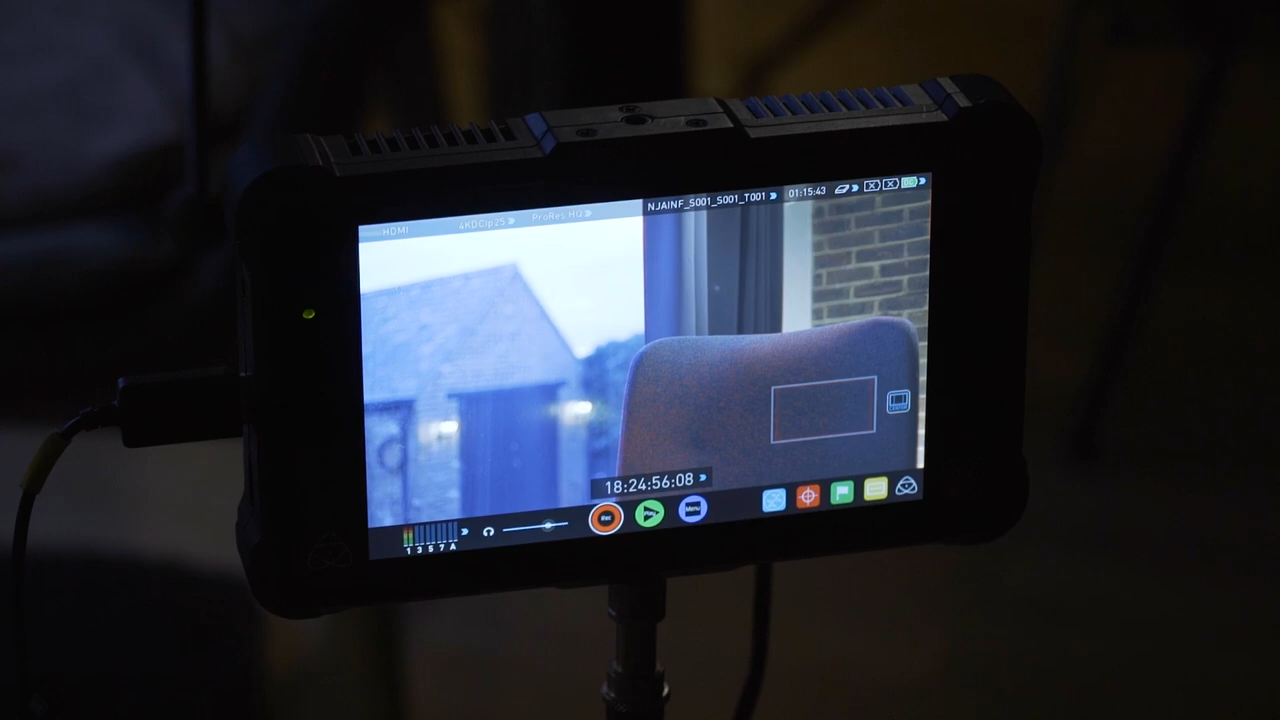 HDMI 4KDCip25 ProRes HQ NJAINF_S001_S001_T001 01:15:43 DC
18:24:56:08
Rec Play Menu
1 3 5 7 A